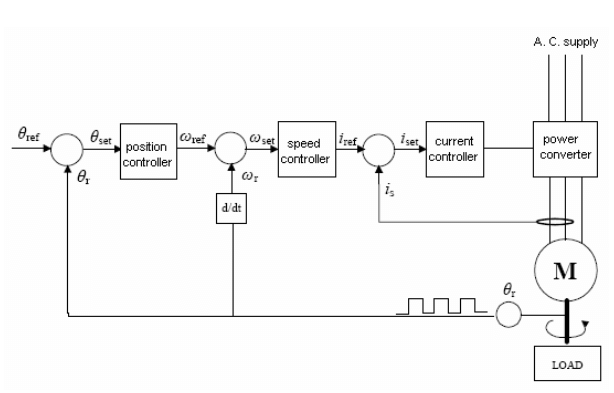 A. C. supply
θref
θset
position
controller
ωref
ωset
speed
controller
iref
iset
current
controller
power
converter
θr
ωr
is
d/dt
M
θr
LOAD